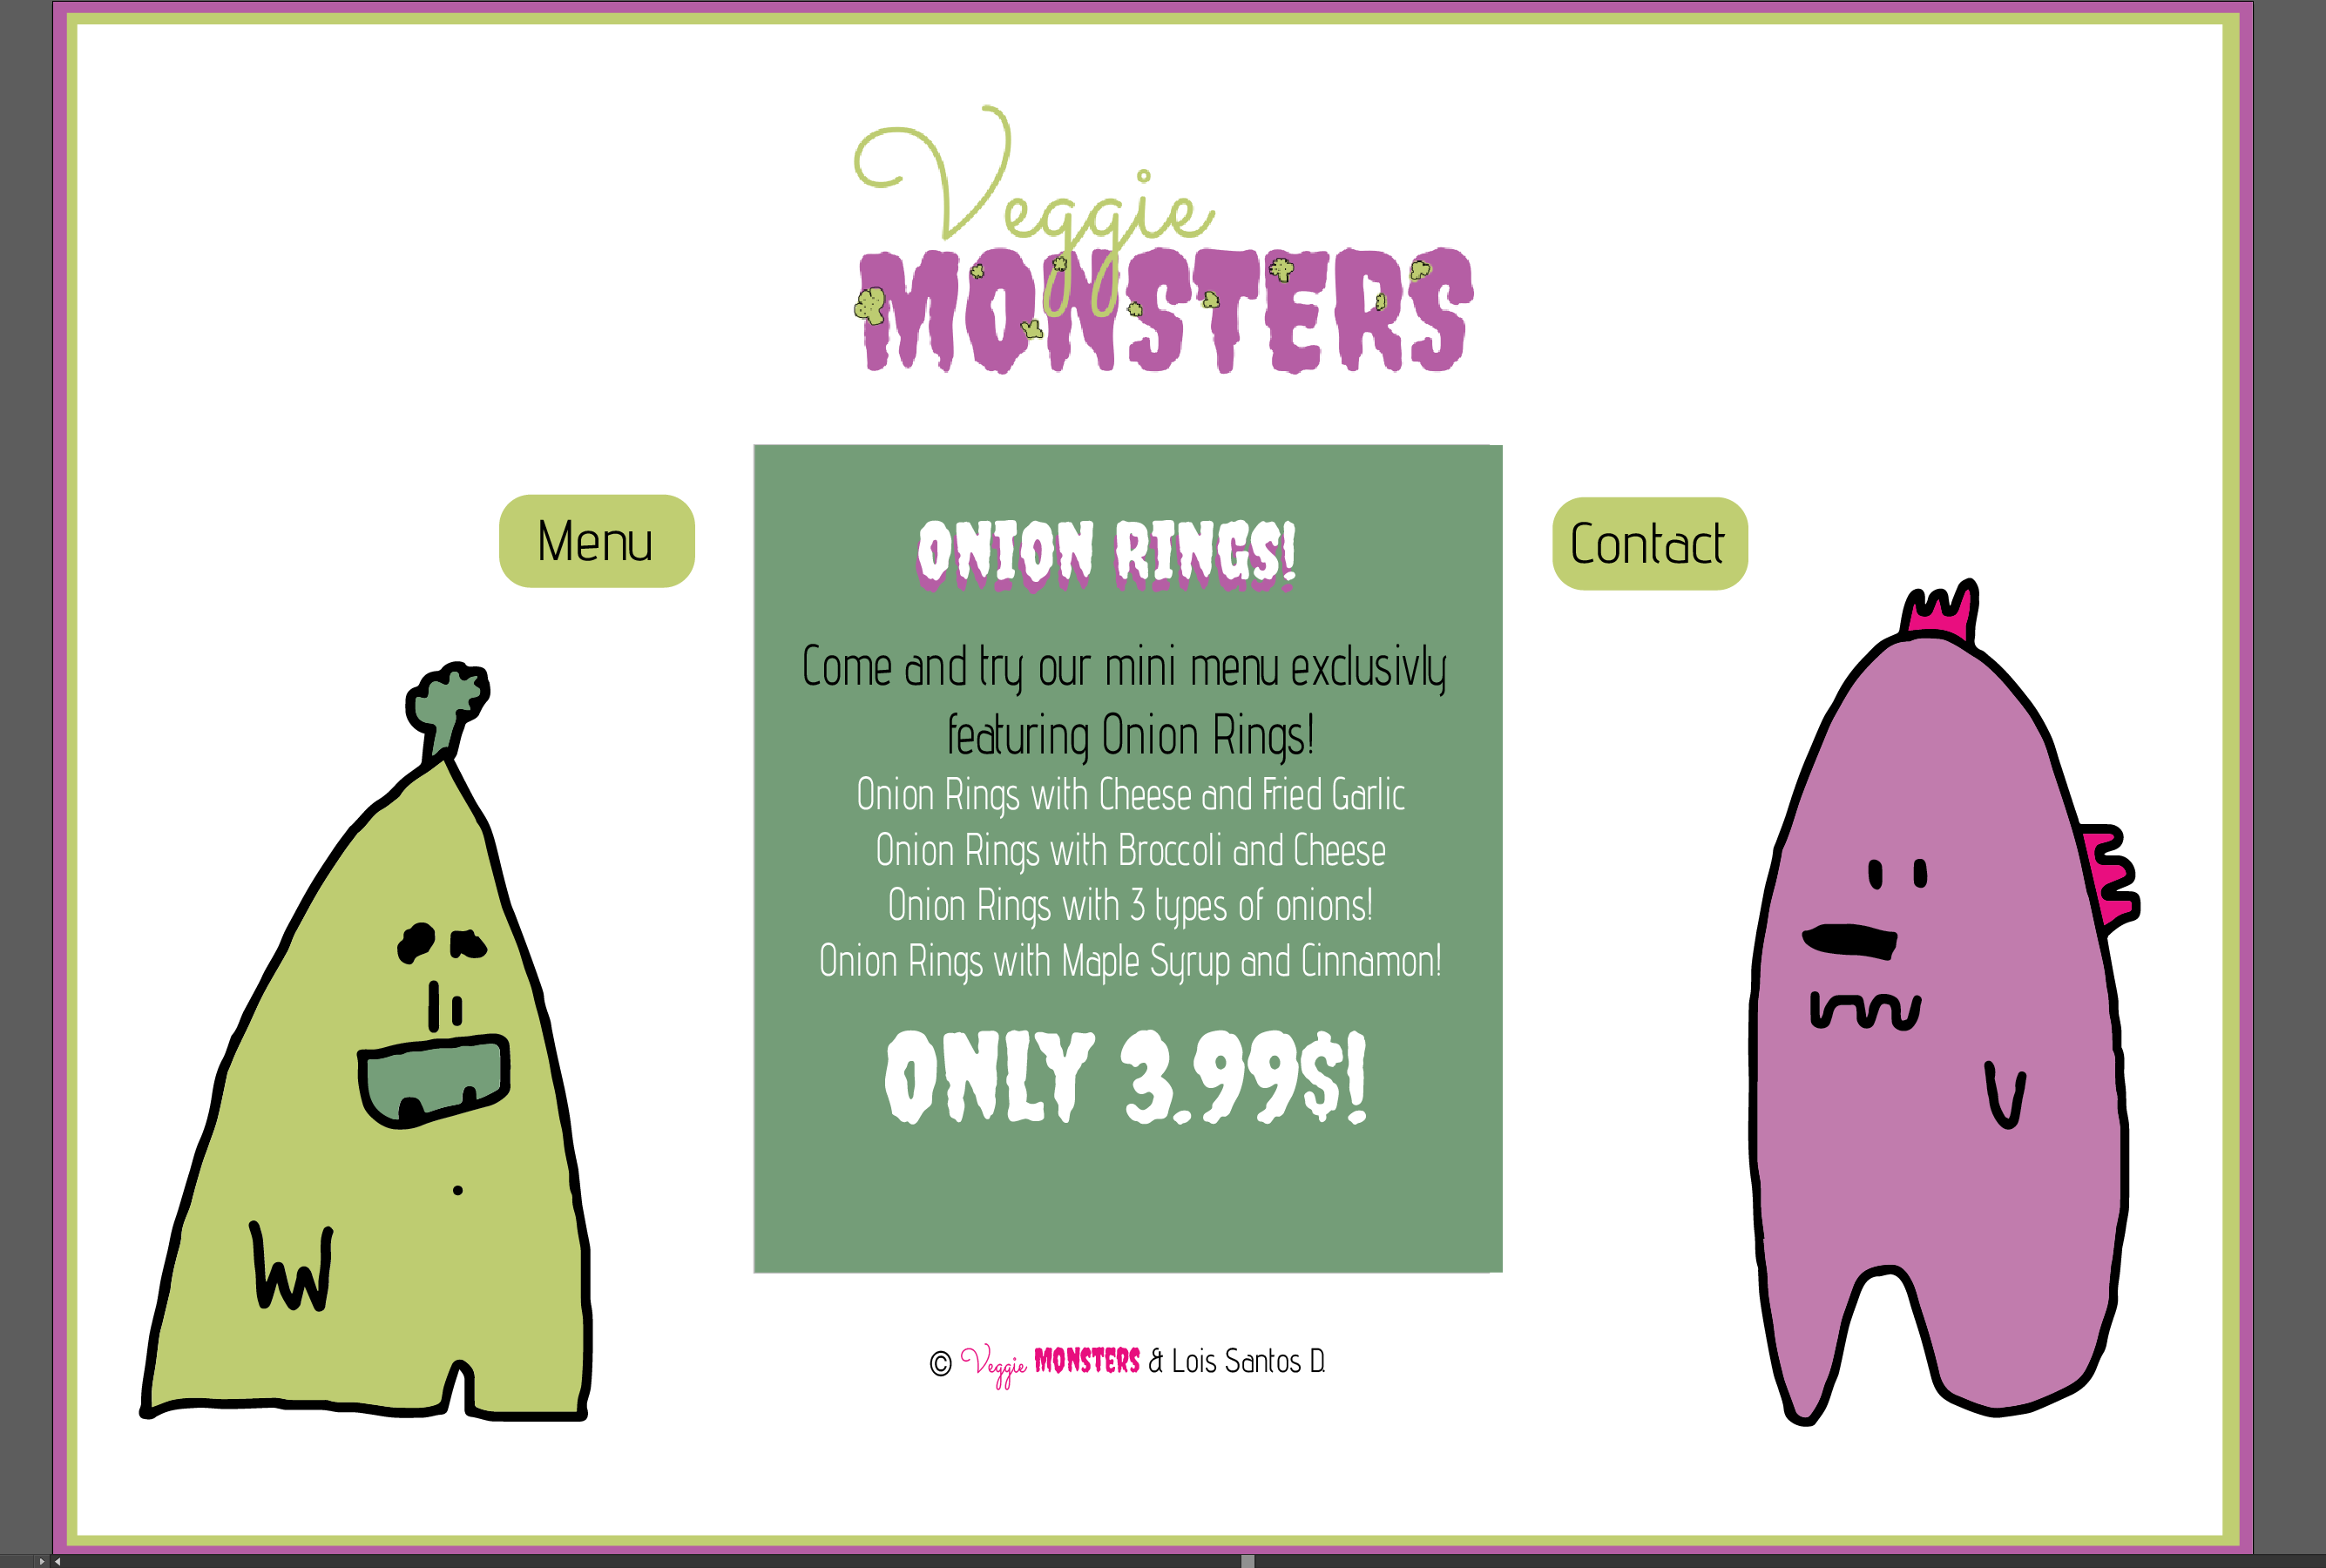 Veggie
MONSTERS
Menu
Contact
ONION RINGS!
Come and try our mini menu exclusivly
featuring Onion Rings!
Onion Rings with Cheese and Fried Garlic
Onion Rings with Broccoli and Cheese
Onion Rings with 3 types of onions!
Onion Rings with Maple Syrup and Cinnamon!
ONLY 3.99$!
© Veggie MONSTERS & Lois Santos D.